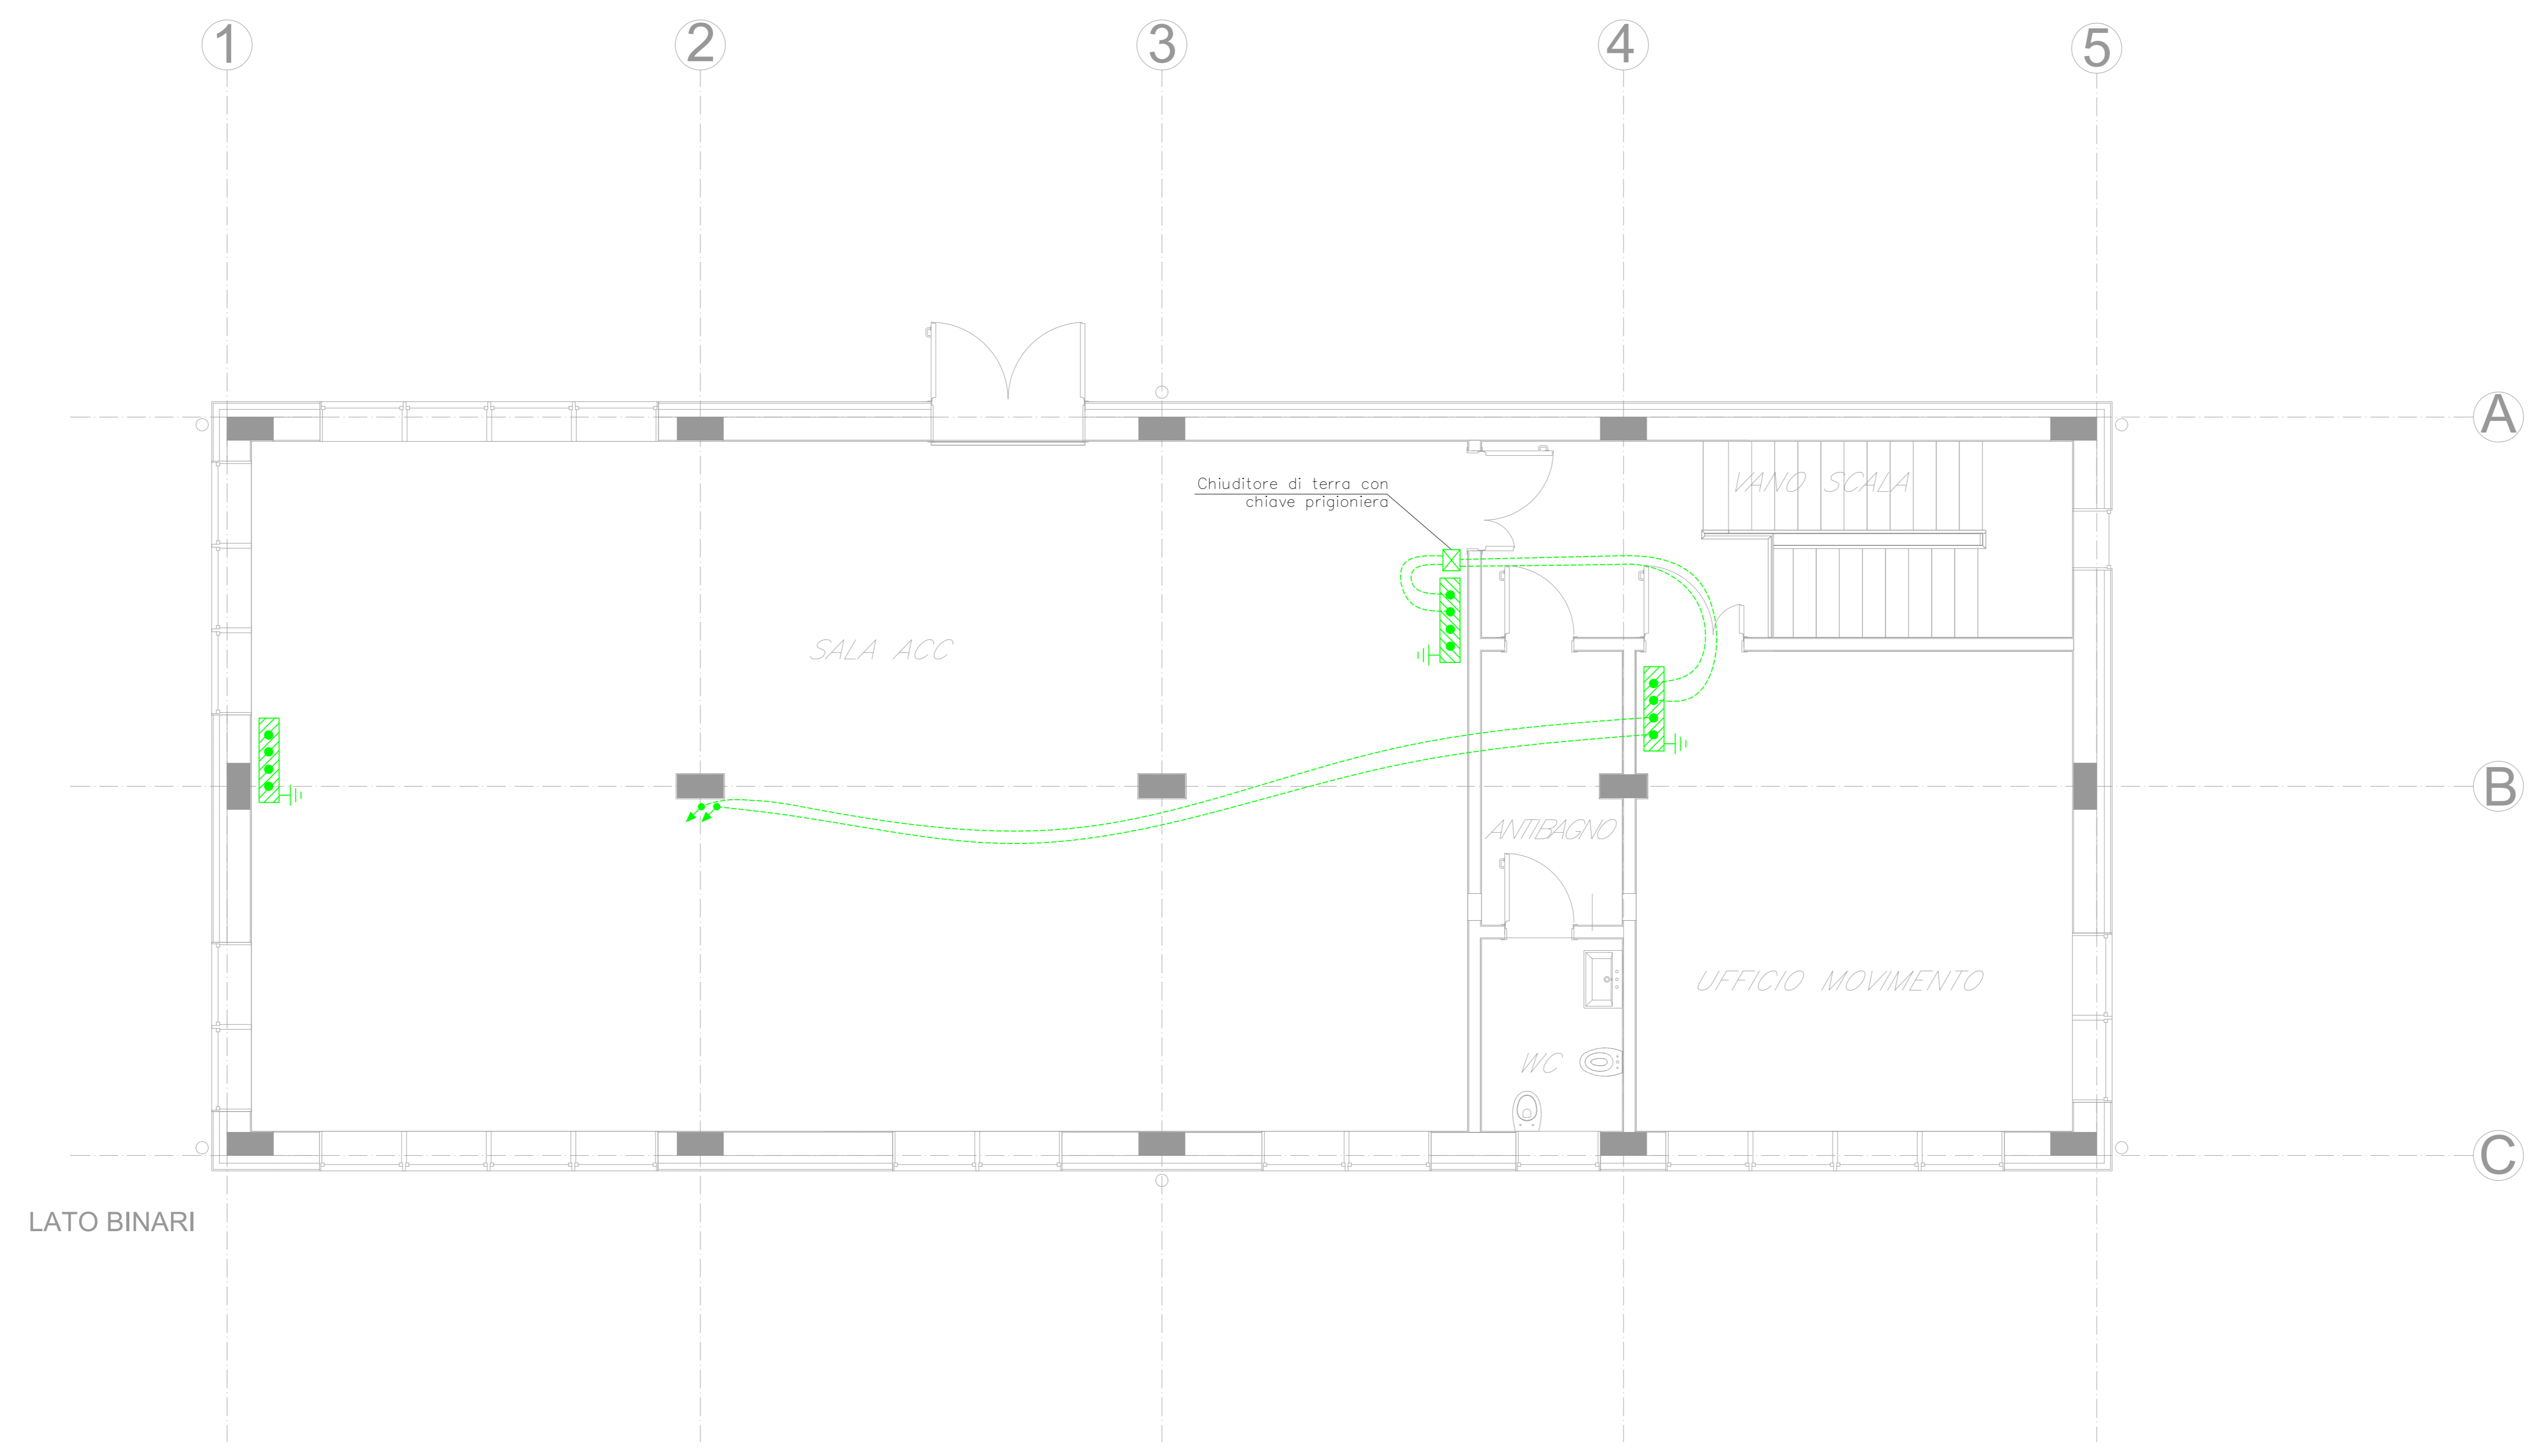 1 2 3 4 5
A
Chiuditore di terra con
chiave prigioniera
VANO SCALA
SALA ACC
B
ANTIBAGNO
UFFICIO MOVIMENTO
WC
C
LATO BINARI